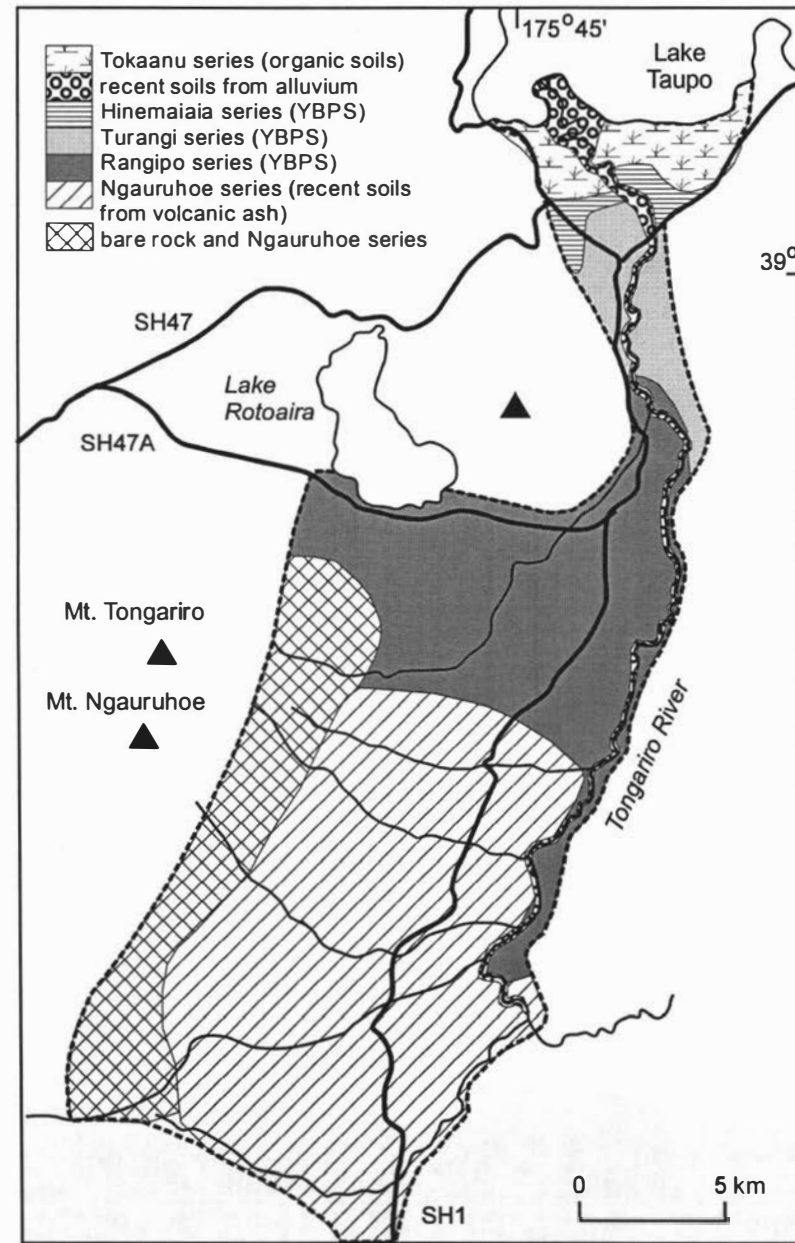 Tokaanu series (organic soils)
recent soils from alluvium
Hinemaiaia series (YBPS)
Turangi series (YBPS)
Rangipo series (YBPS)
Ngauruhoe series (recent soils
from volcanic ash)
bare rock and Ngauruhoe series
175°45'
Lake
Taupo
39°
SH47
Lake
Rotoaira
SH47A
Mt. Tongariro
Mt. Ngauruhoe
Tongariro River
0 5 km
SH1